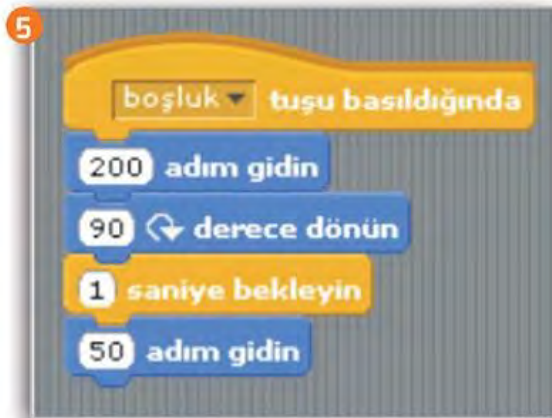 5
boşluk tuşu basıldığında
200 adım gidin
90 derece dönün
1 saniye bekleyin
50 adım gidin